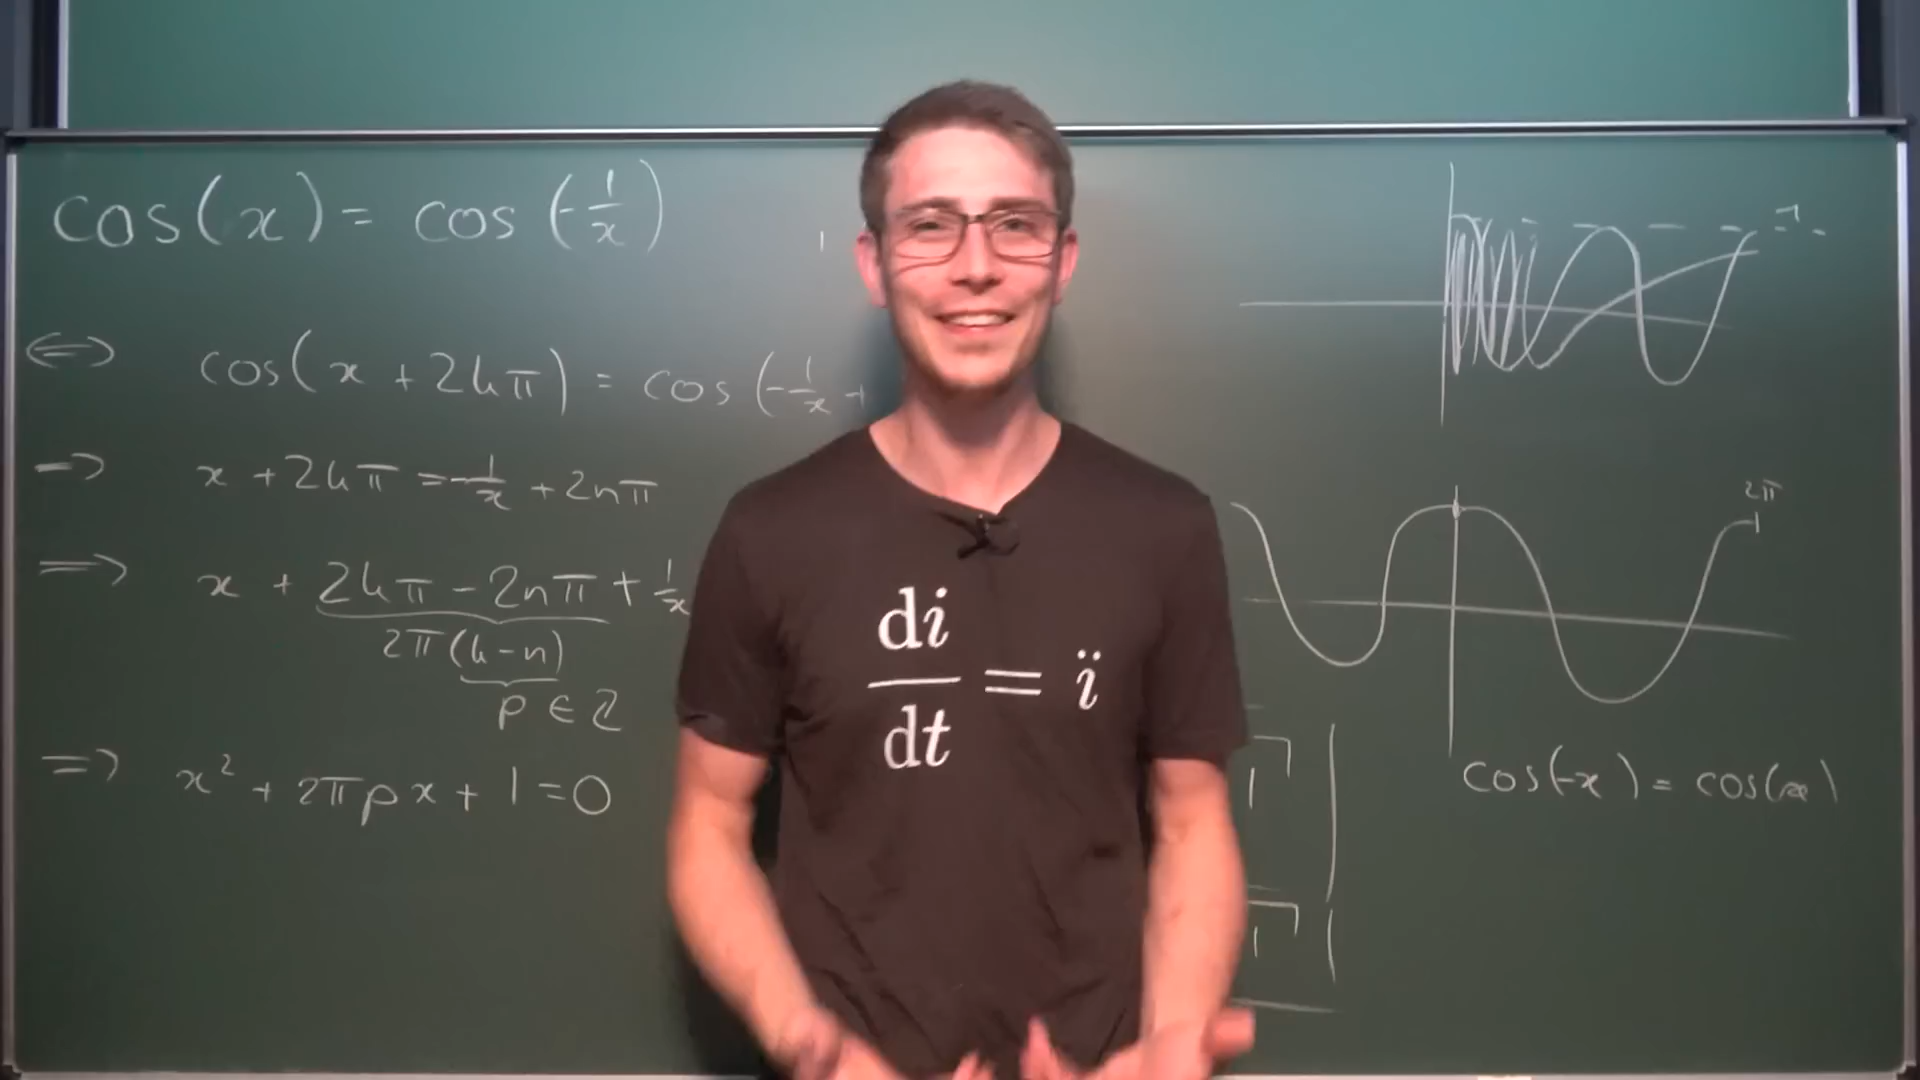 cos(x) = cos(-1/x)
⇔ cos(x + 2kπ) = cos(-1/x +
→ x + 2kπ = -1/x + 2nπ
⇒ x + 2kπ - 2nπ + 1/x
2π(k-n)
p ∈ ℤ
⇒ x² + 2πpx + 1 = 0
di/dt = ï
2π
cos(-x) = cos(x)